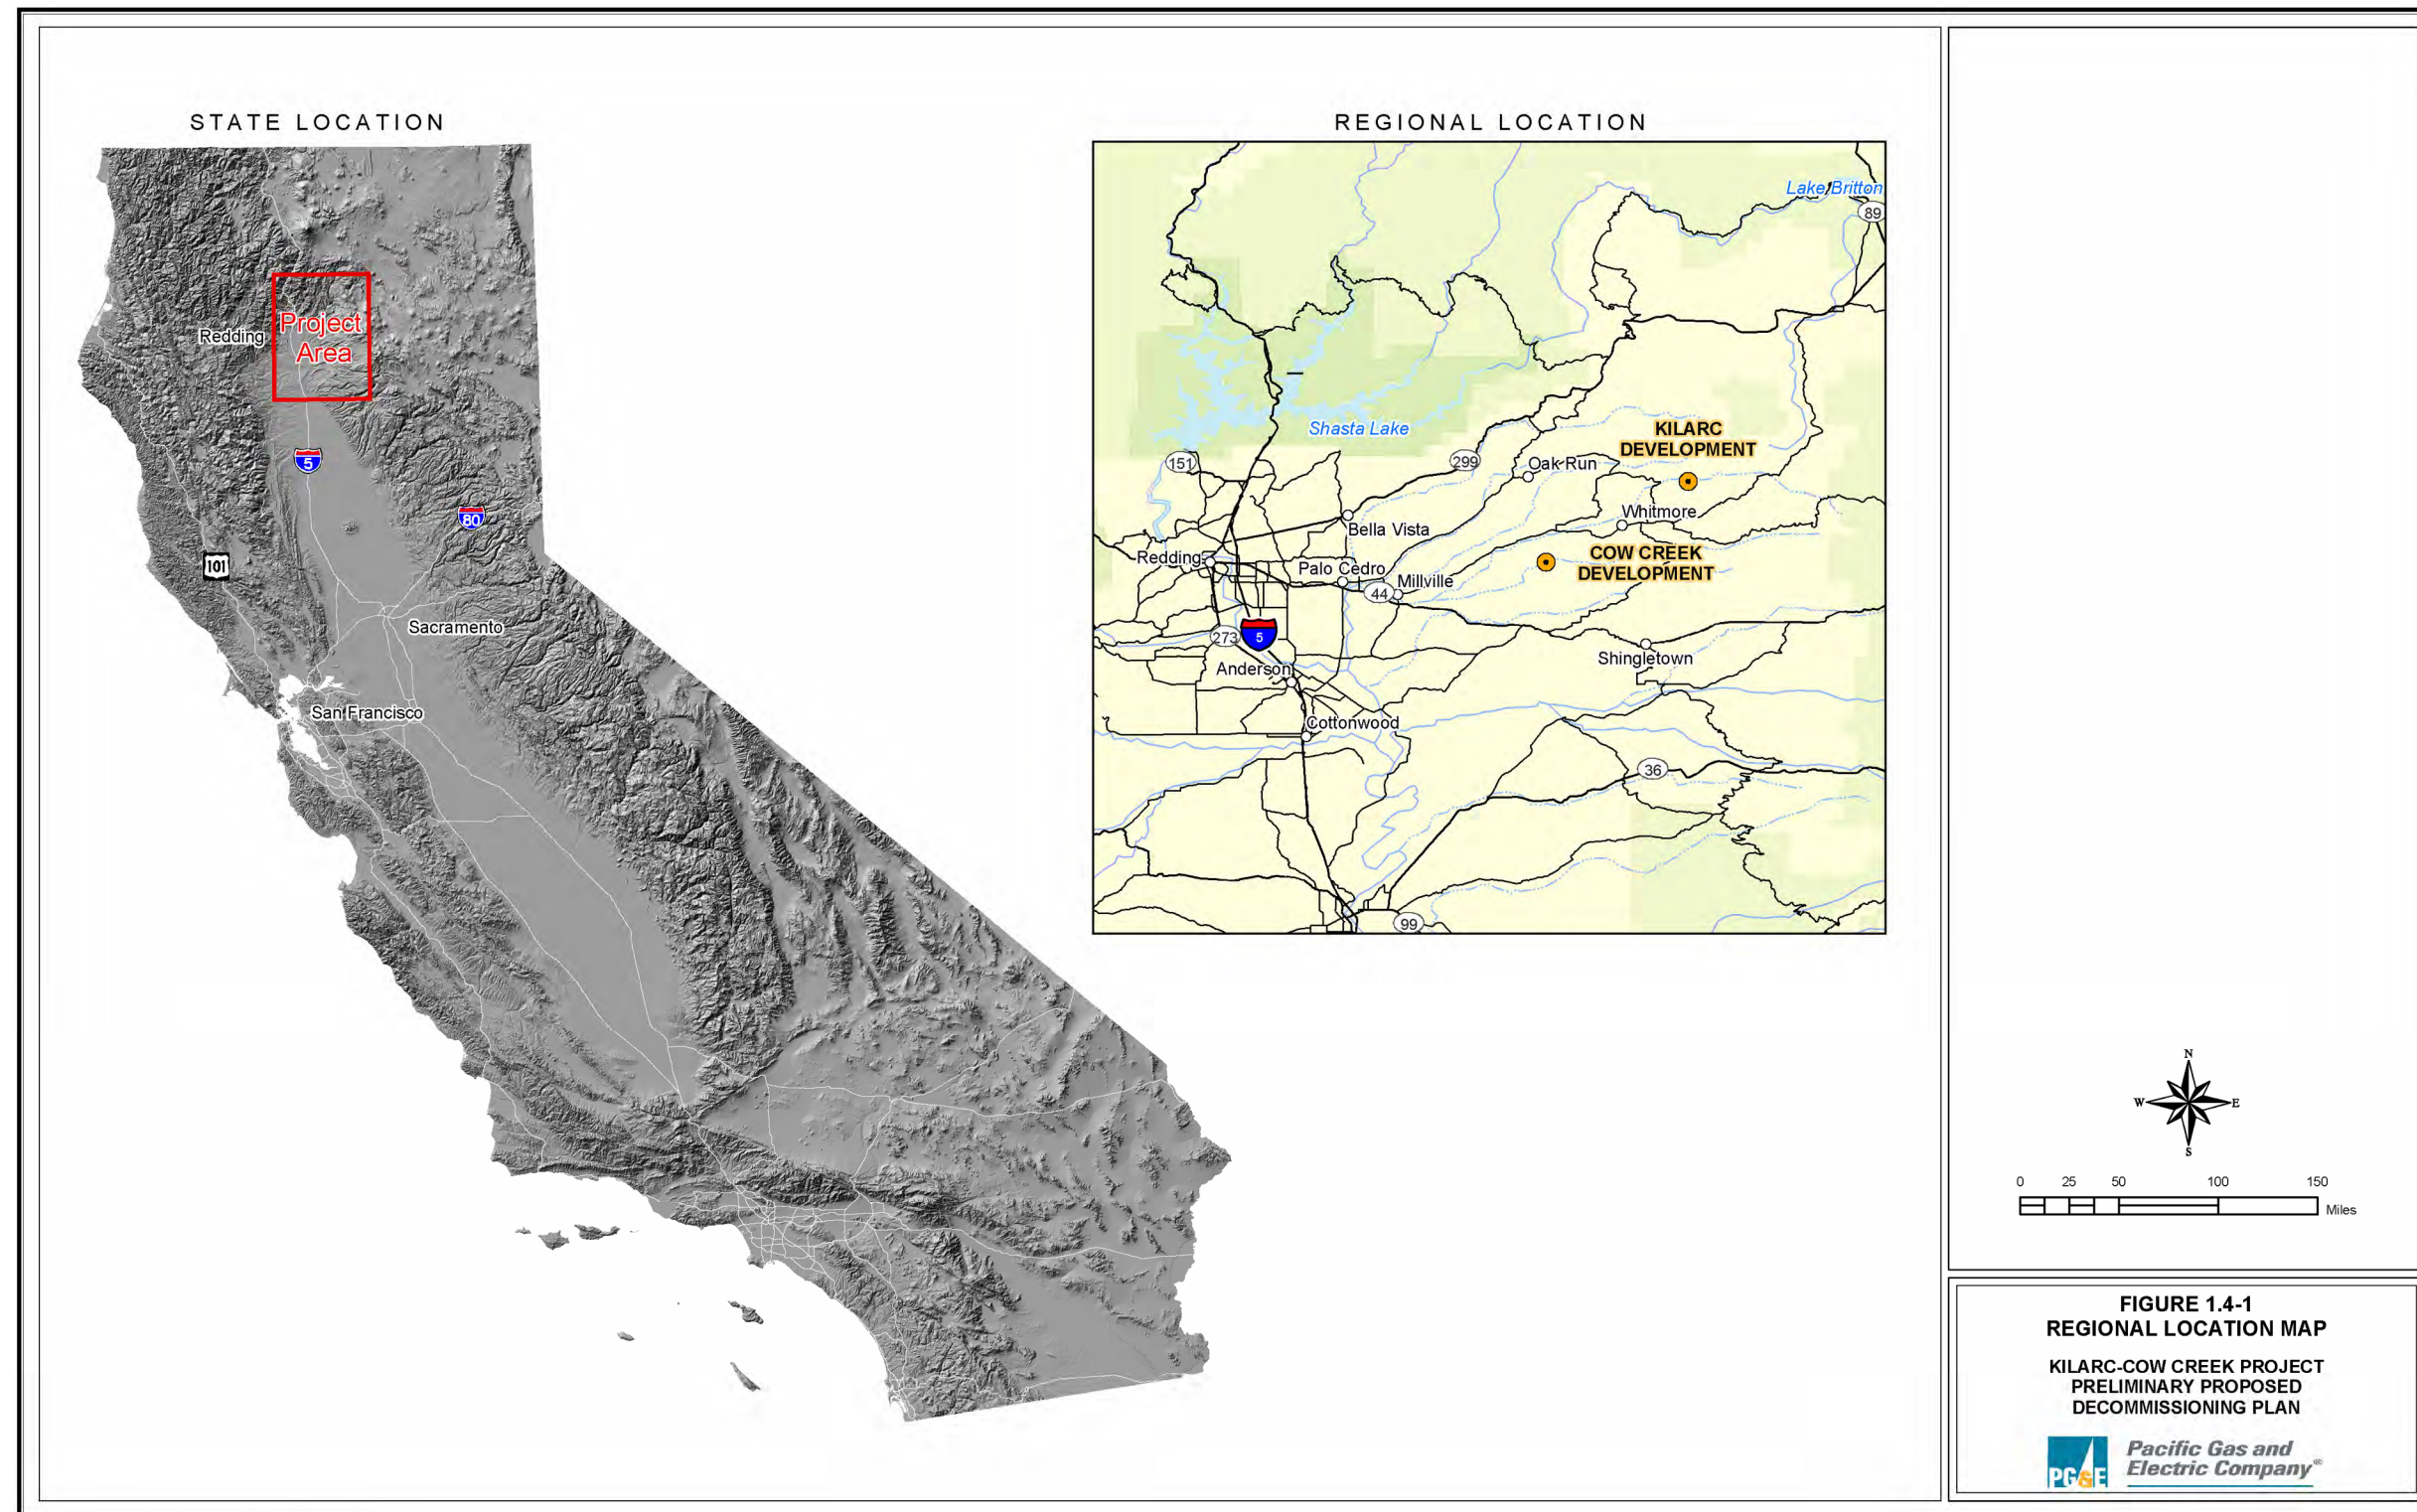 STATE LOCATION
Redding
Project
Area
5
80
101
Sacramento
San Francisco
REGIONAL LOCATION
Lake Britton
89
Shasta Lake
KILARC
DEVELOPMENT
151
299
Oak Run
Whitmore
Bella Vista
COW CREEK
DEVELOPMENT
Redding
Palo Cedro
Millville
44
273
5
Anderson
Shingletown
Cottonwood
36
99
N
W
E
S
0 25 50 100 150
Miles
FIGURE 1.4-1
REGIONAL LOCATION MAP
KILARC-COW CREEK PROJECT
PRELIMINARY PROPOSED
DECOMMISSIONING PLAN
PG&E
Pacific Gas and
Electric Company®